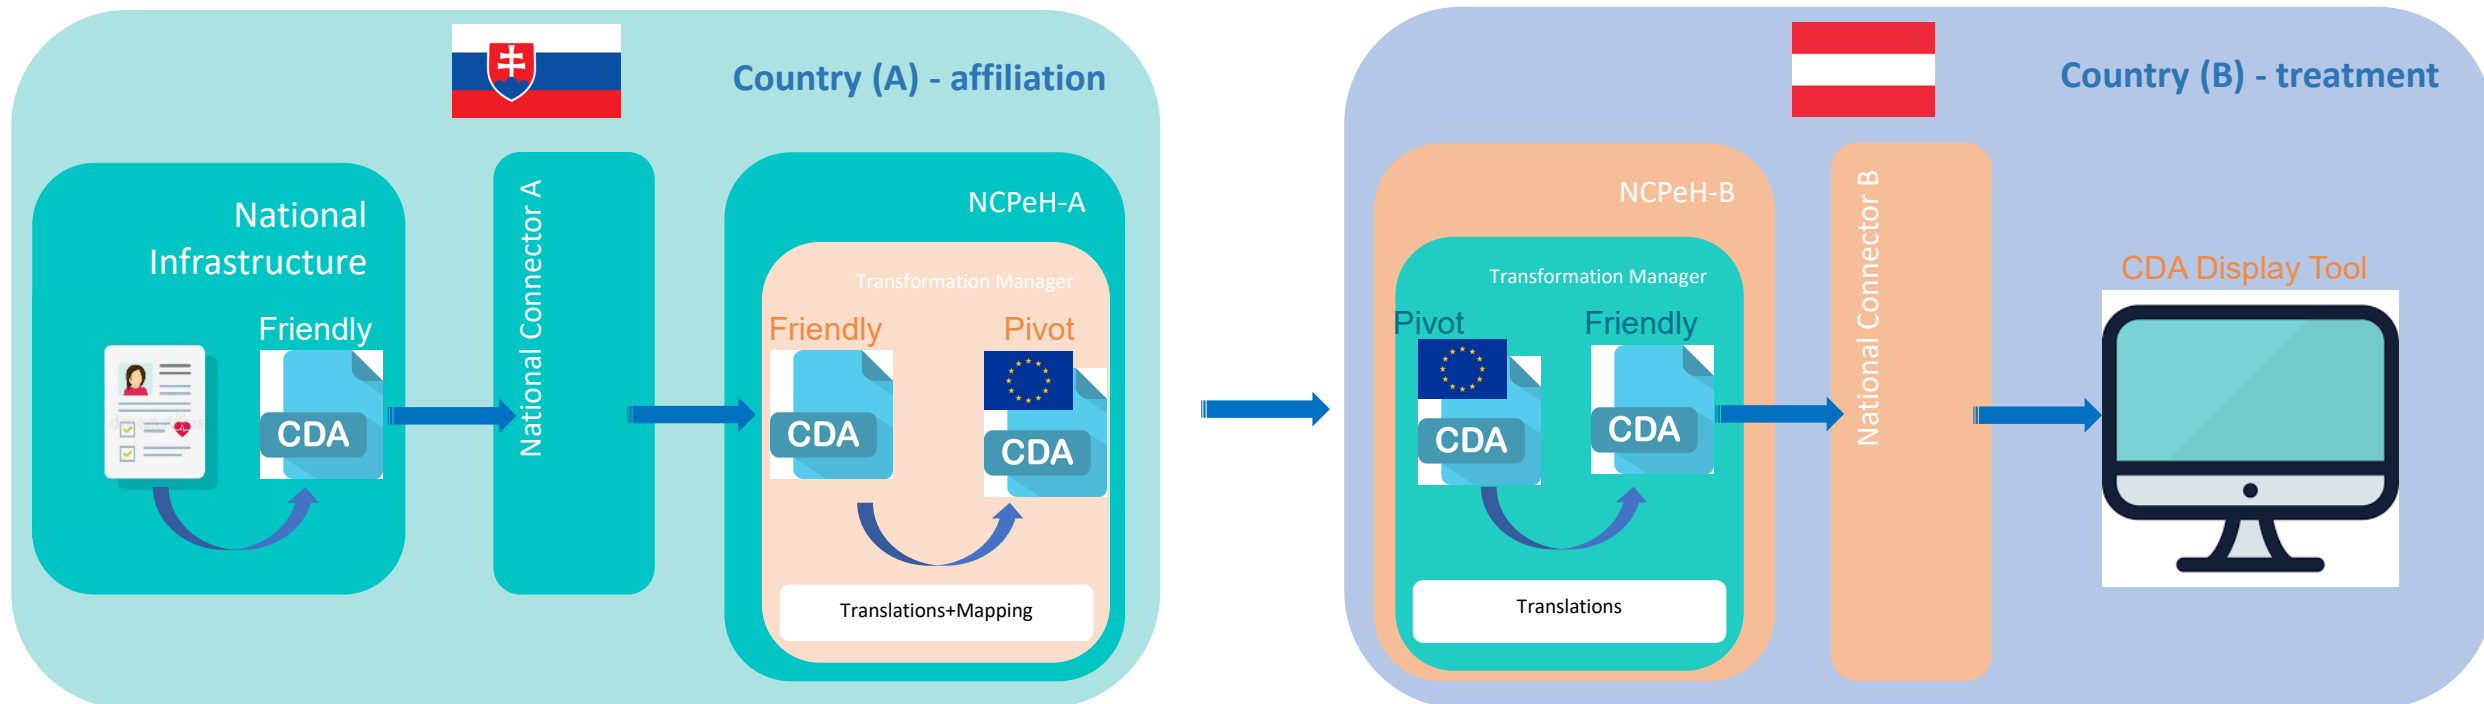 Country (A) - affiliation
National
Infrastructure
Friendly
CDA
National Connector A
NCPeH-A
Transformation Manager
Friendly
Pivot
CDA
CDA
Translations+Mapping
Country (B) - treatment
NCPeH-B
Transformation Manager
Pivot
Friendly
CDA
CDA
Translations
National Connector B
CDA Display Tool